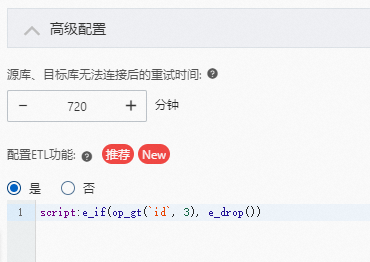 高级配置
源库、目标库无法连接后的重试时间: ?
− 720 + 分钟
配置ETL功能: ? 推荐 New
是 否
1 script:e_if(op_gt(`id`, 3), e_drop())